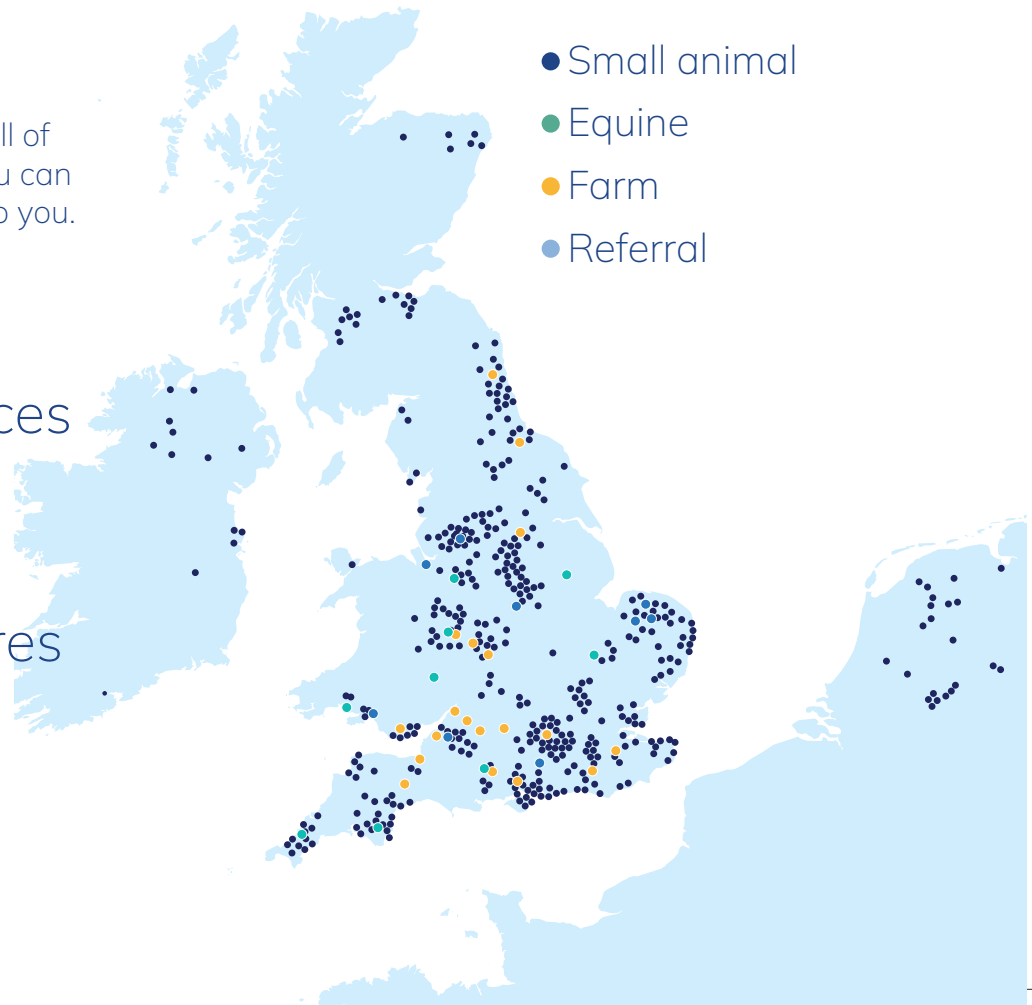 ll of
u can
o you.
ces
res
Small animal
Equine
Farm
Referral